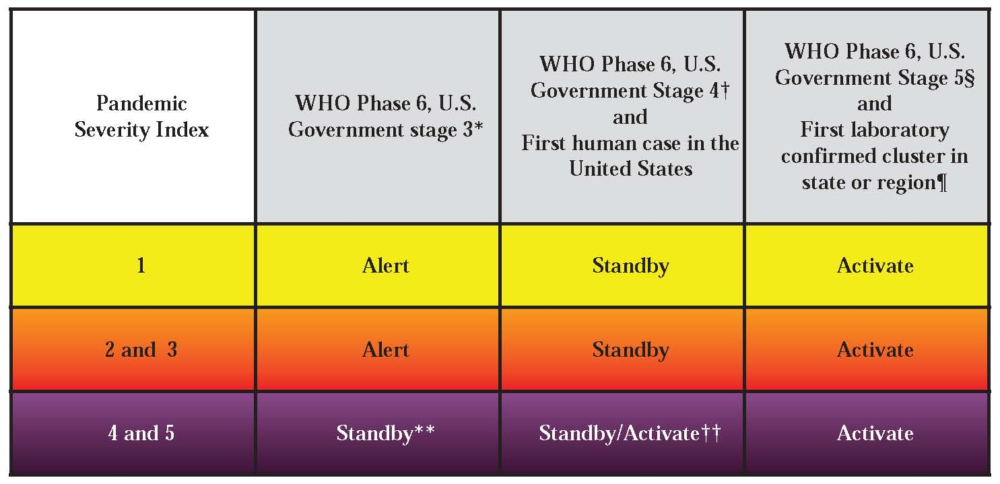 Pandemic
Severity Index
WHO Phase 6, U.S.
Government stage 3*
WHO Phase 6, U.S.
Government Stage 4†
and
First human case in the
United States
WHO Phase 6, U.S.
Government Stage 5§
and
First laboratory
confirmed cluster in
state or region¶
1
Alert
Standby
Activate
2 and 3
Alert
Standby
Activate
4 and 5
Standby**
Standby/Activate††
Activate